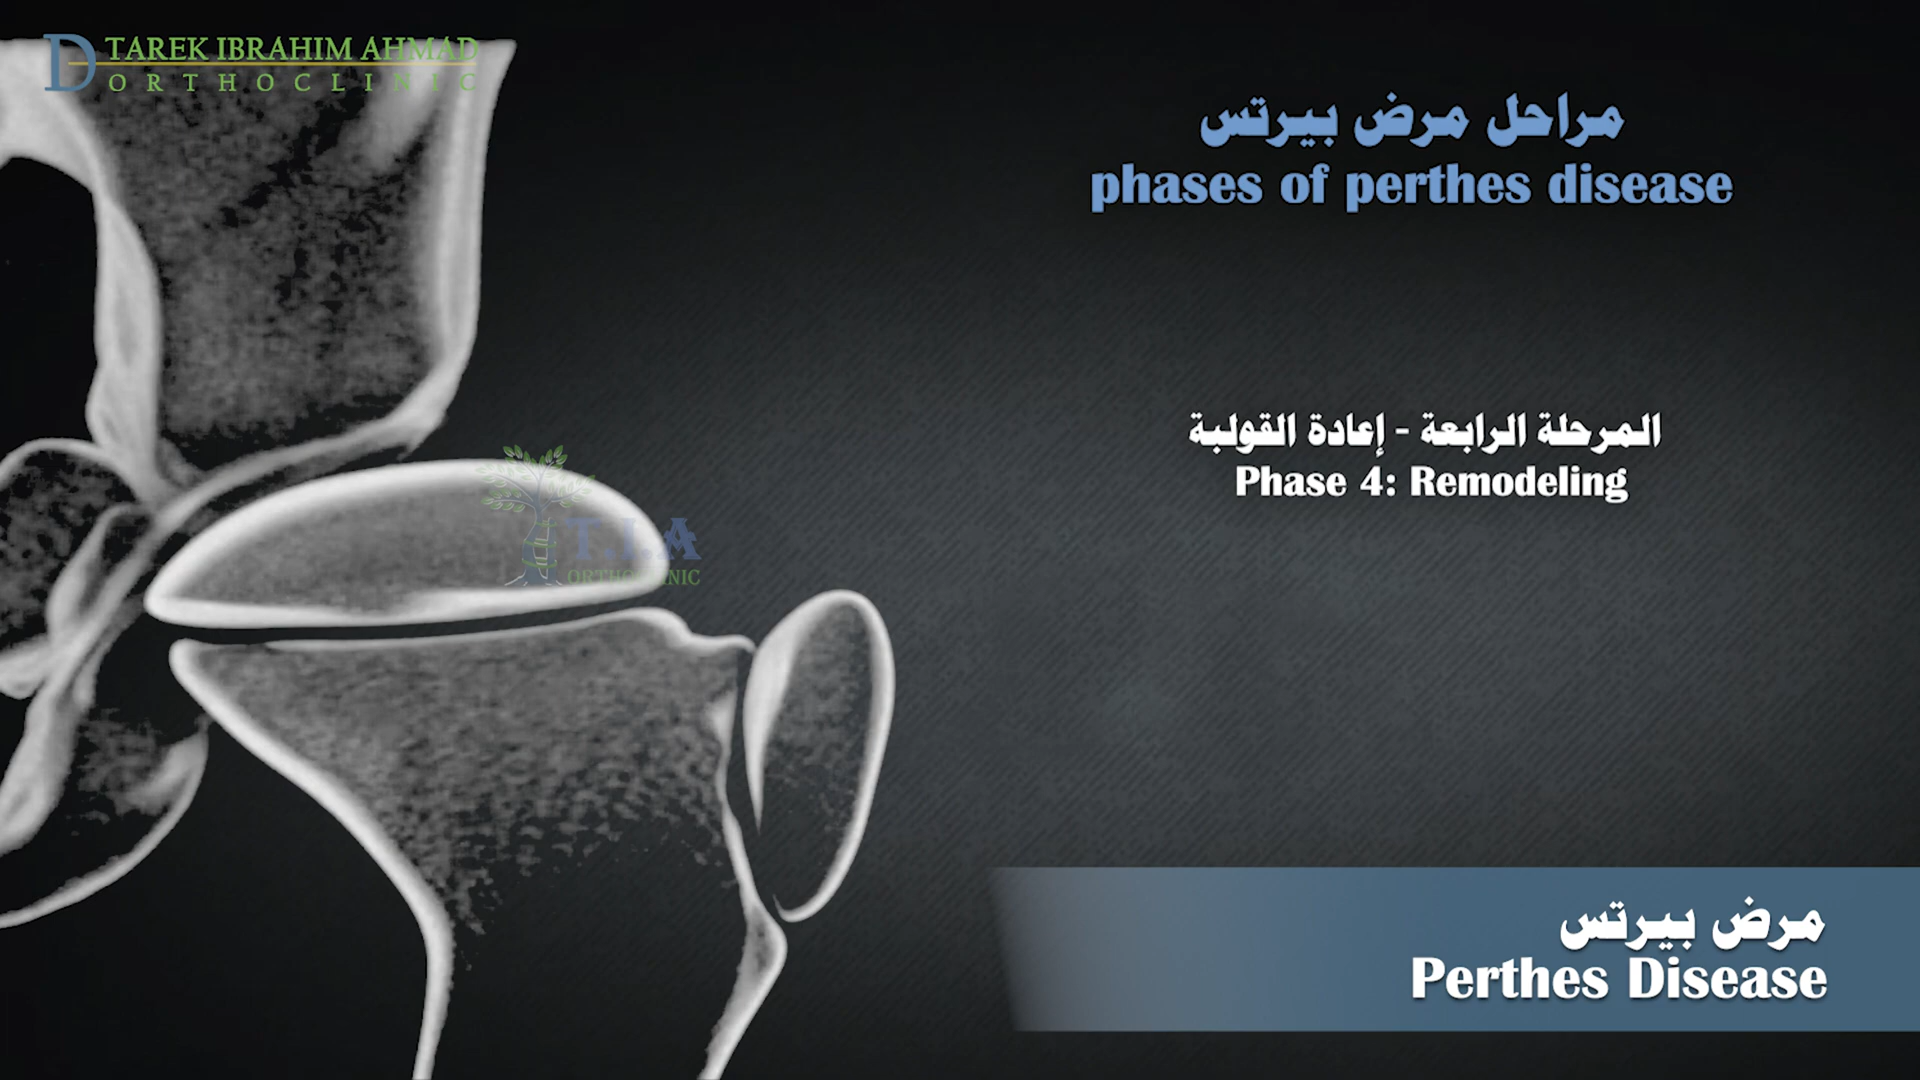 D TAREK IBRAHIM AHMAD
ORTHOCLINIC
مراحل مرض بيرتس
phases of perthes disease
المرحلة الرابعة - إعادة القولبة
Phase 4: Remodeling
T.I.A
ORTHOCLINIC
مرض بيرتس
Perthes Disease